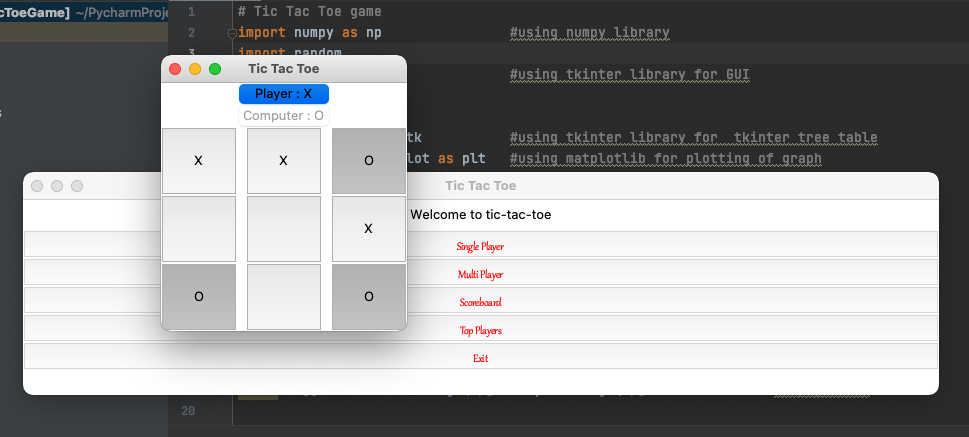 cToeGame] ~/PycharmProje
# Tic Tac Toe game
2 import numpy as np #using numpy library
3 import random
#using tkinter library for GUI
tk #using tkinter library for tkinter tree table
lot as plt #using matplotlib for plotting of graph
20
Tic Tac Toe
Player : X
Computer : O
X X O
X
O O
Tic Tac Toe
Welcome to tic-tac-toe
Single Player
Multi Player
Scoreboard
Top Players
Exit